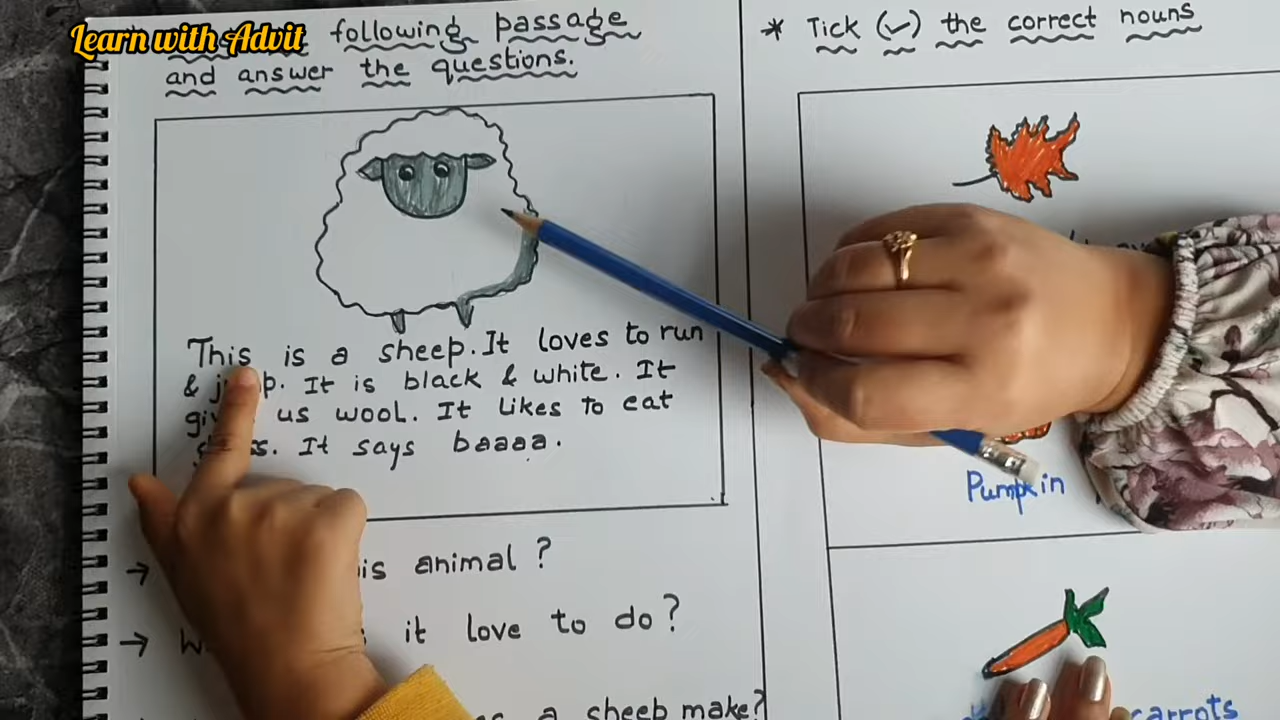 Learn with Advit
following passage
and answer the questions.
This is a sheep. It loves to run
& p. It is black & white. It
us wool. It likes to eat
It says baaaa.
→ is animal ?
→ it love to do ?
a sheep make?
* Tick (✓) the correct nouns
Pumpkin
carrots